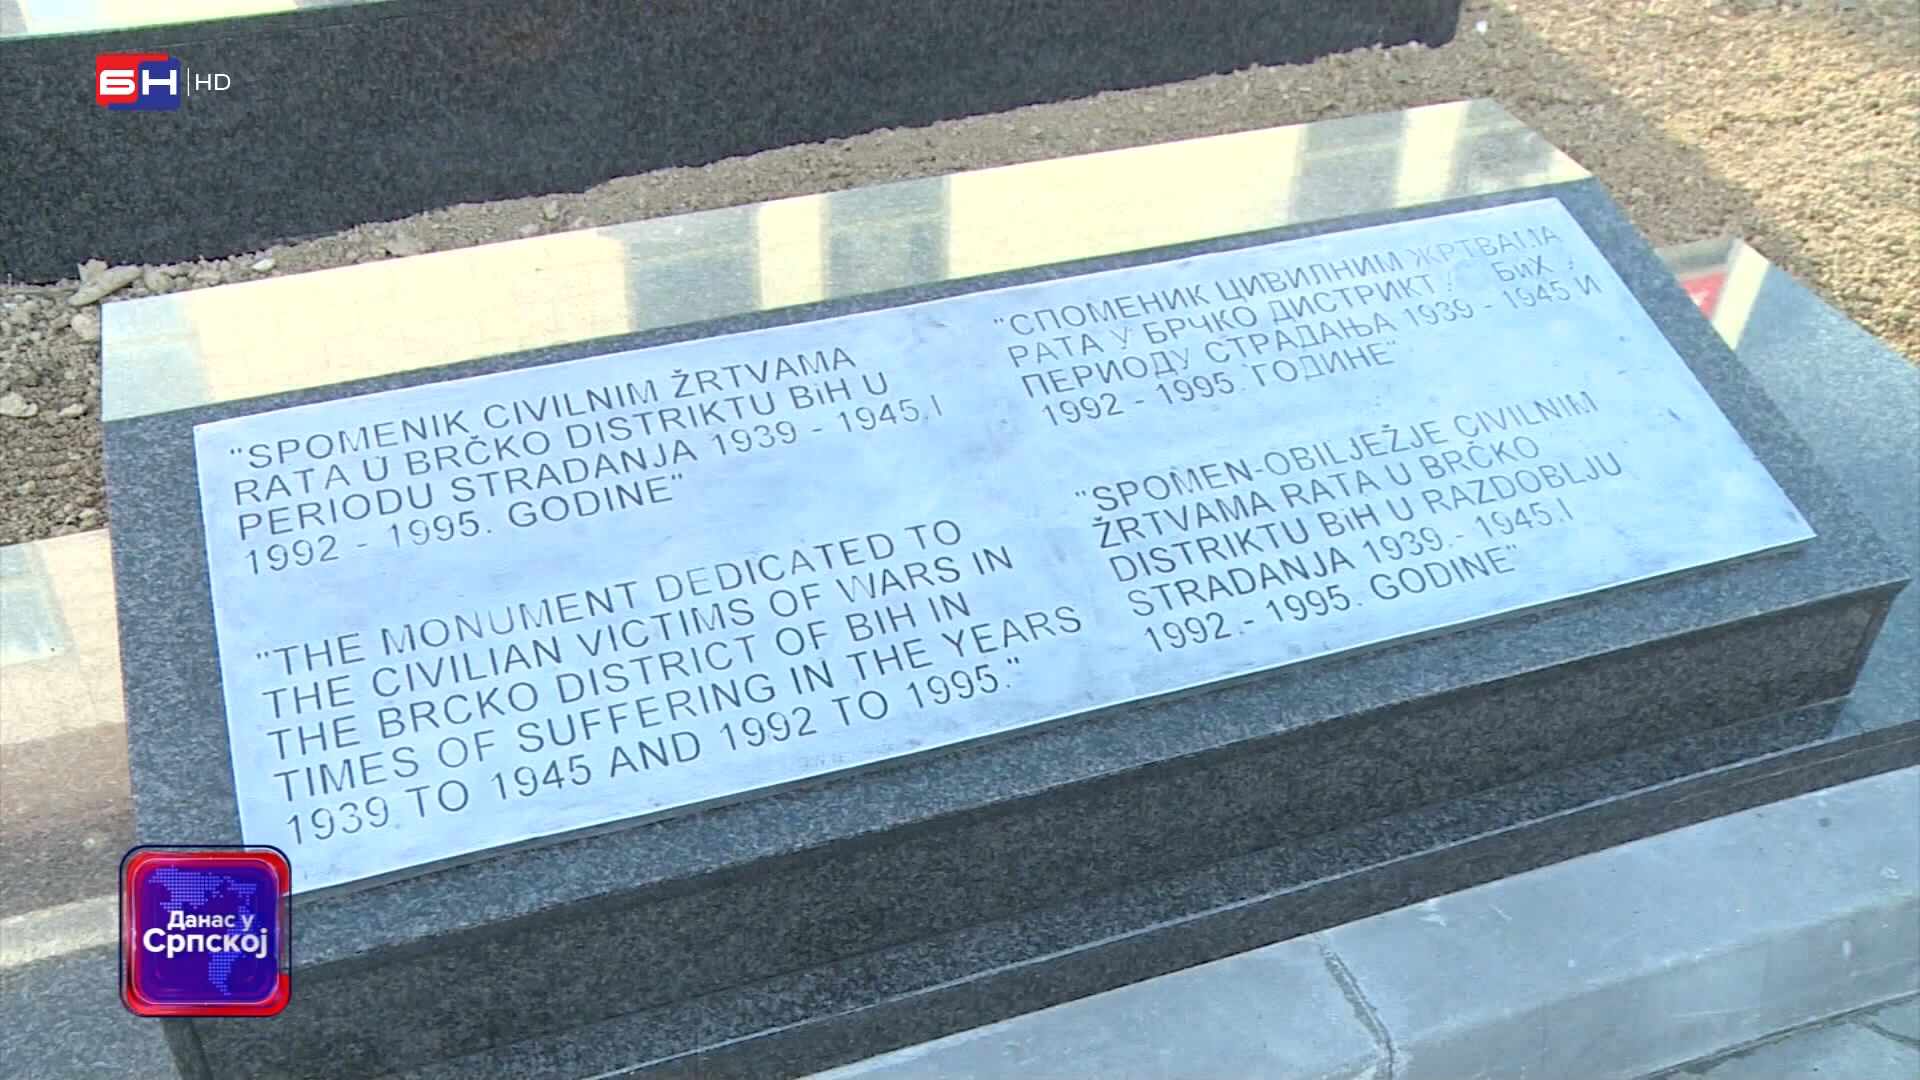 БН HD
"SPOMENIK CIVILNIM ŽRTVAMA
RATA U BRČKO DISTRIKTU BiH U
PERIODU STRADANJA 1939 - 1945.I
1992 - 1995. GODINE"
"СПОМЕНИК ЦИВИЛНИМ ЖРТВАМА
РАТА У БРЧКО ДИСТРИКТУ БиХ У
ПЕРИОДУ СТРАДАЊА 1939 - 1945 И
1992 - 1995. ГОДИНЕ"
"THE MONUMENT DEDICATED TO
THE CIVILIAN VICTIMS OF WARS IN
THE BRCKO DISTRICT OF BIH IN
TIMES OF SUFFERING IN THE YEARS
1939 TO 1945 AND 1992 TO 1995."
"SPOMEN-OBILJEŽJE CIVILNIM
ŽRTVAMA RATA U BRČKO
DISTRIKTU BiH U RAZDOBLJU
STRADANJA 1939.- 1945.I
1992.- 1995. GODINE"
Данас у
Српској